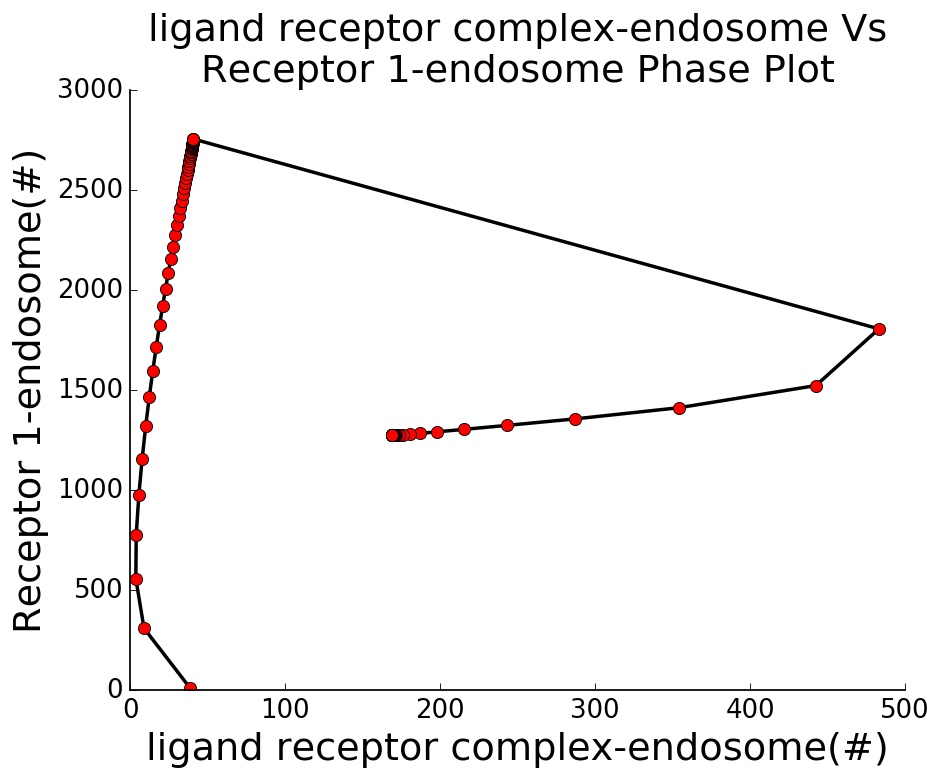 ligand receptor complex-endosome Vs
Receptor 1-endosome Phase Plot
3000
2500
2000
1500
1000
500
0
Receptor 1-endosome(#)
0 100 200 300 400 500
ligand receptor complex-endosome(#)